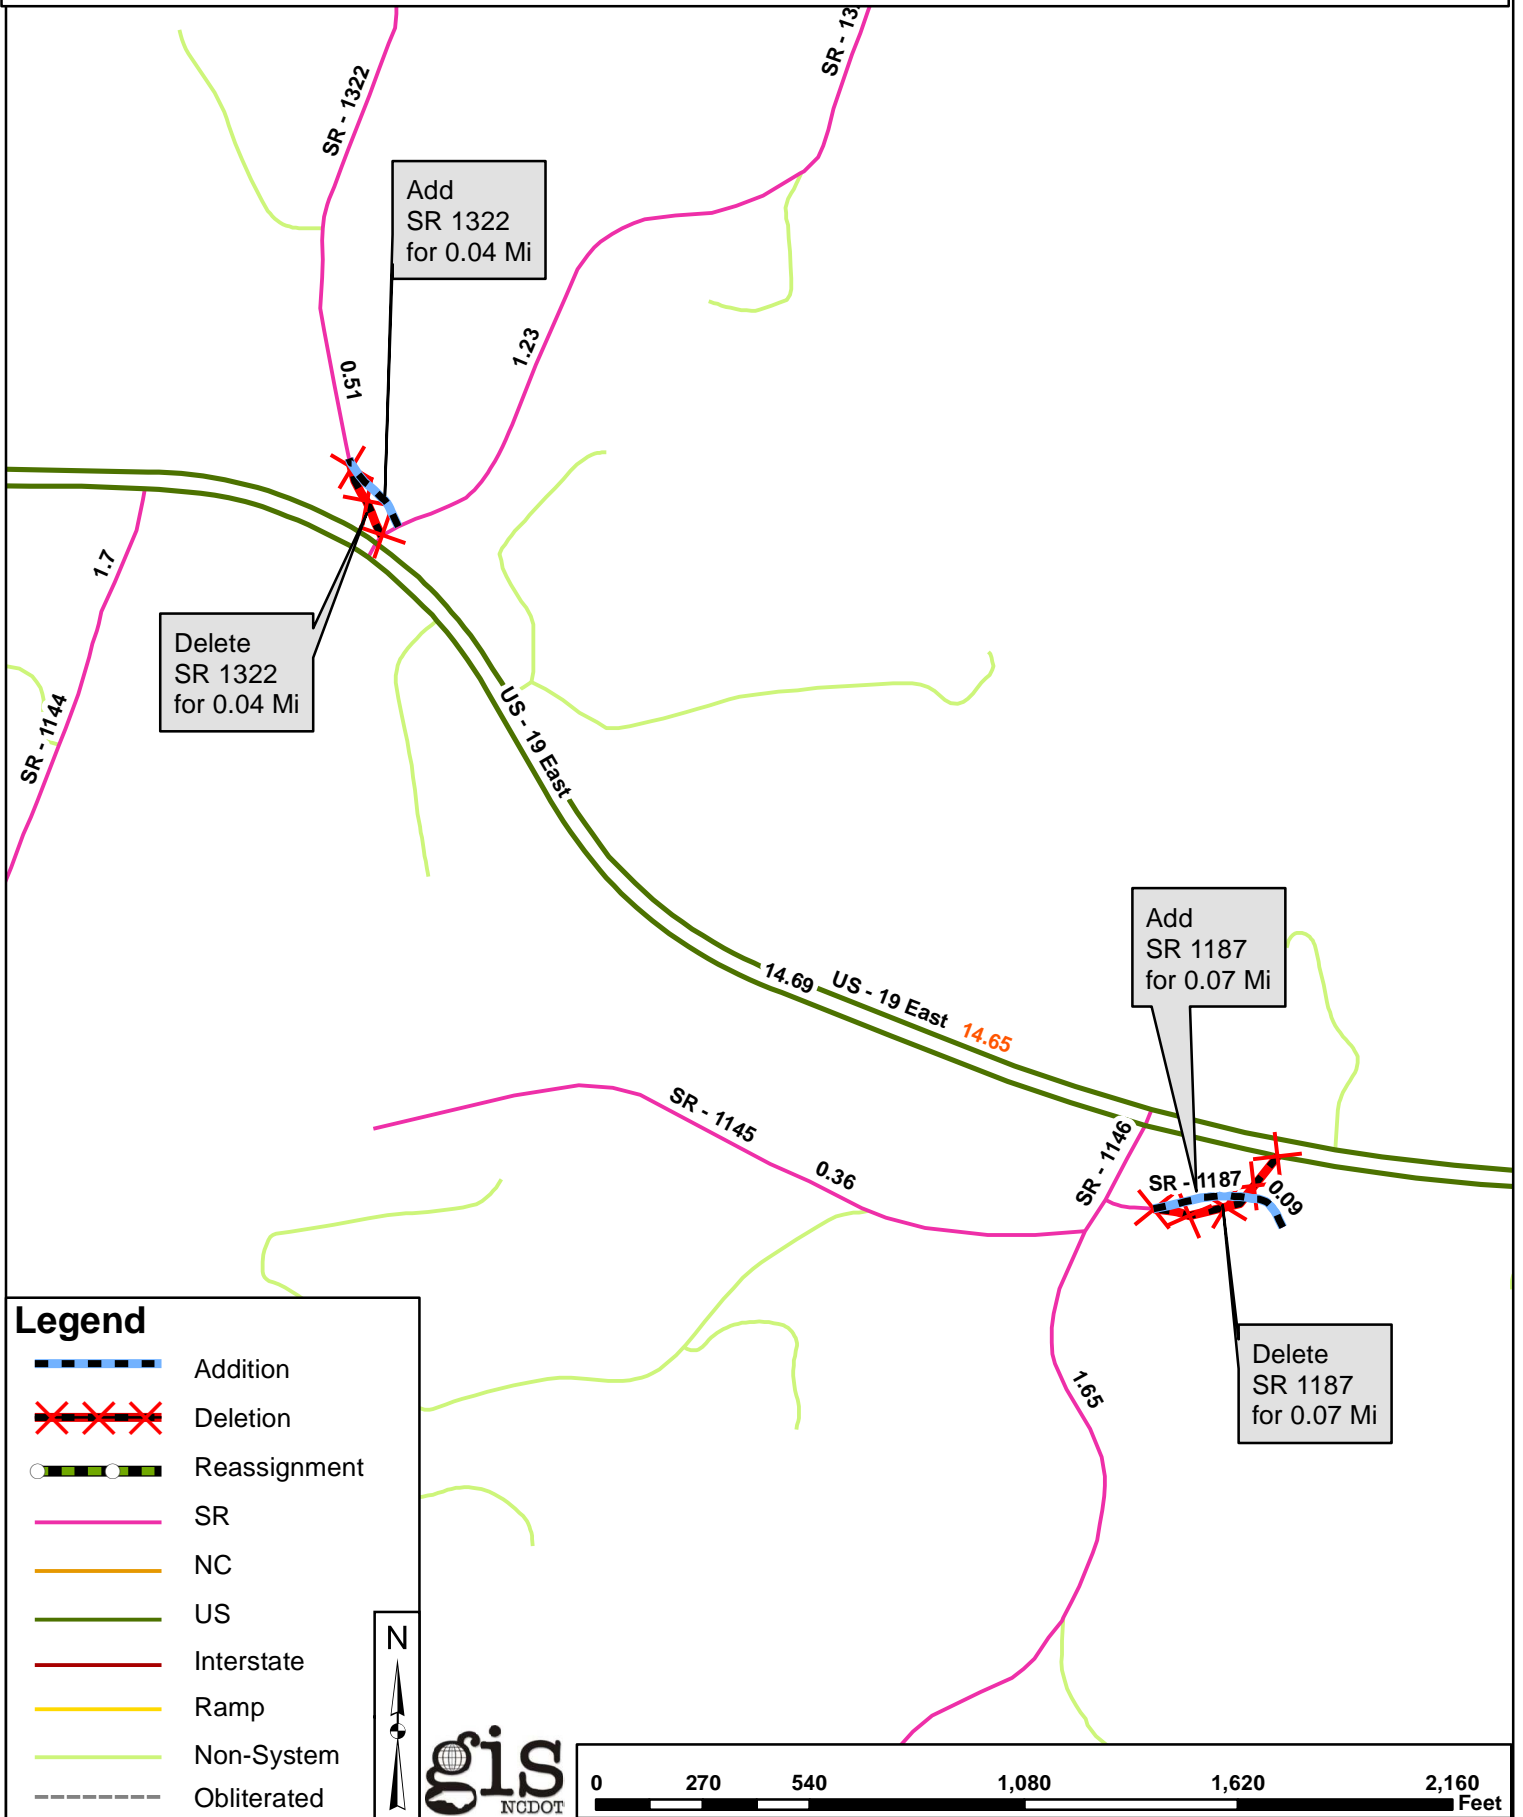 SR - 1322
SR - 13
Add
SR 1322
for 0.04 Mi
0.51
1.23
1.7
Delete
SR 1322
for 0.04 Mi
SR - 1144
US - 19 East
14.69
US - 19 East
14.65
Add
SR 1187
for 0.07 Mi
SR - 1145
0.36
SR - 1146
SR - 1187
0.09
Delete
SR 1187
for 0.07 Mi
1.65
Legend
Addition
Deletion
Reassignment
SR
NC
US
Interstate
Ramp
Non-System
Obliterated
N
gis
NCDOT
0 270 540 1,080 1,620 2,160
Feet